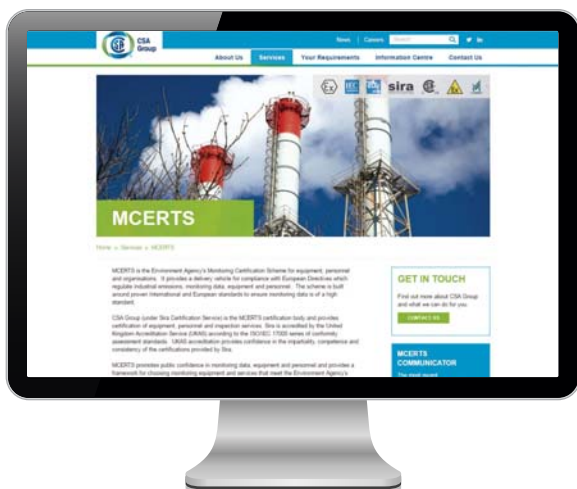 CSA
Group
News | Careers Search
About Us Services Your Requirements Information Centre Contact Us
Ex IEC sira
MCERTS
Home » Services » MCERTS
MCERTS is the Environment Agency's Monitoring Certification Scheme for equipment, personnel
and organisations. It provides a delivery vehicle for compliance with European Directives which
regulate industrial emissions, monitoring data, equipment and personnel. The scheme is built
around proven International and European standards to ensure monitoring data is of a high
standard.
CSA Group (under Sira Certification Service) is the MCERTS certification body and provides
certification of equipment, personnel and inspection services. Sira is accredited by the United
Kingdom Accreditation Service (UKAS) according to the ISO/IEC 17000 series of conformity
assessment standards. UKAS accreditation provides confidence in the impartiality, competence and
consistency of the certifications provided by Sira.
MCERTS promotes public confidence in monitoring data, equipment and personnel and provides a
framework for choosing monitoring equipment and services that meet the Environment Agency's
GET IN TOUCH
Find out more about CSA Group
and what we can do for you.
CONTACT US
MCERTS
COMMUNICATOR
The most recent